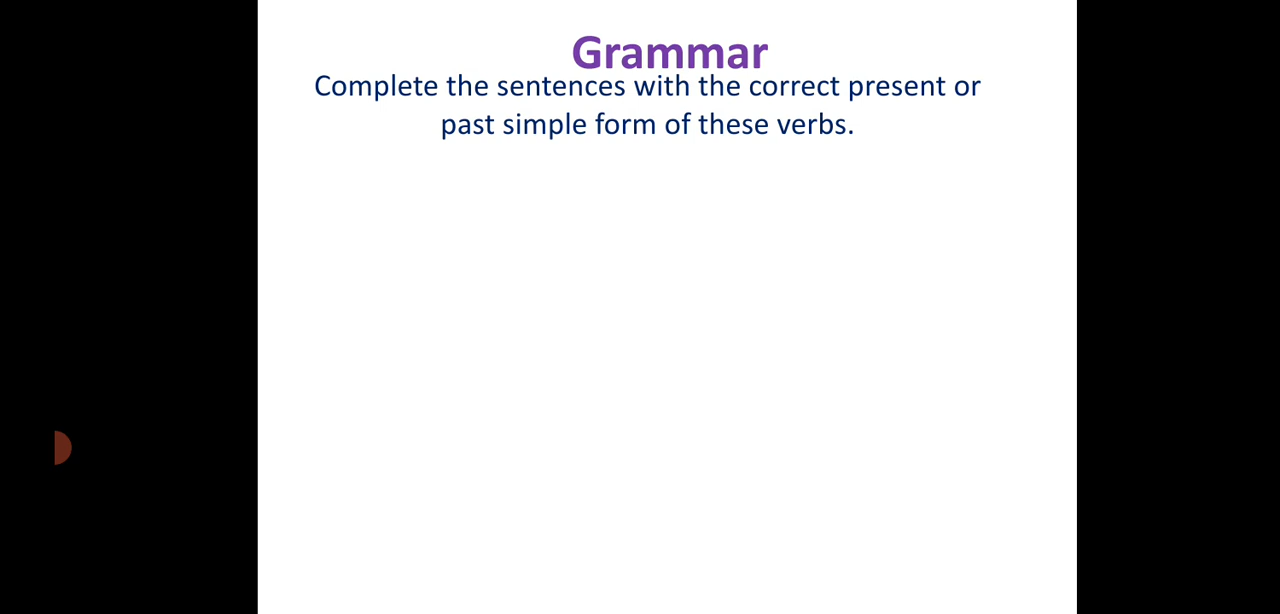 Grammar
Complete the sentences with the correct present or
past simple form of these verbs.